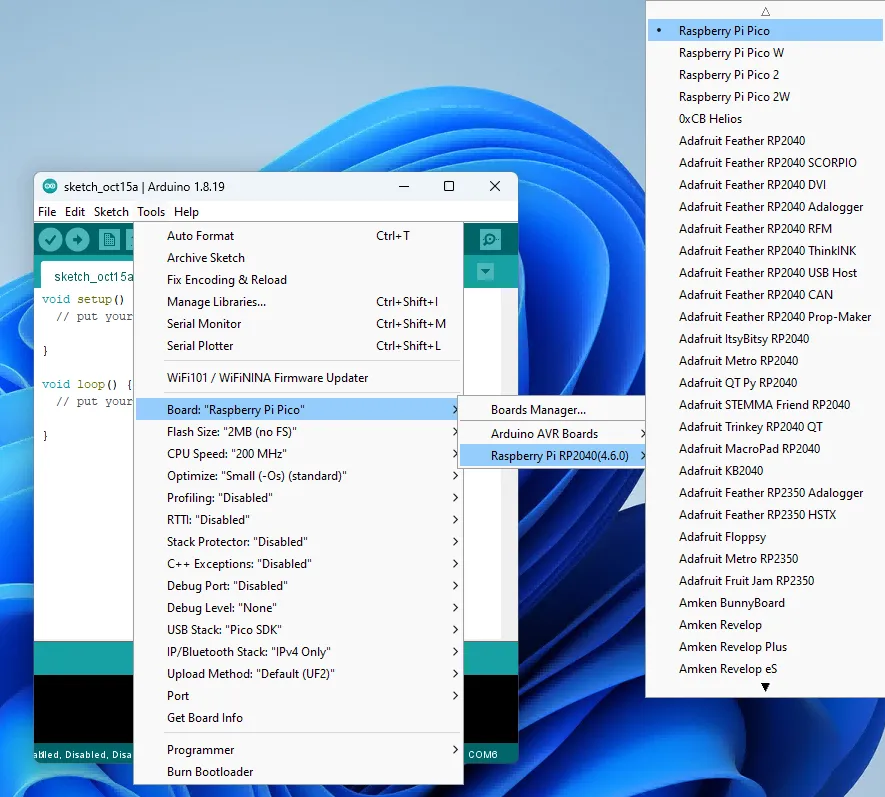 sketch_oct15a | Arduino 1.8.19
File Edit Sketch Tools Help
sketch_oct15a
void setup()
// put your
}
void loop() {
// put your
}
Auto Format Ctrl+T
Archive Sketch
Fix Encoding & Reload
Manage Libraries... Ctrl+Shift+I
Serial Monitor Ctrl+Shift+M
Serial Plotter Ctrl+Shift+L
WiFi101 / WiFiNINA Firmware Updater
Board: "Raspberry Pi Pico"
Flash Size: "2MB (no FS)"
CPU Speed: "200 MHz"
Optimize: "Small (-Os) (standard)"
Profiling: "Disabled"
RTTI: "Disabled"
Stack Protector: "Disabled"
C++ Exceptions: "Disabled"
Debug Port: "Disabled"
Debug Level: "None"
USB Stack: "Pico SDK"
IP/Bluetooth Stack: "IPv4 Only"
Upload Method: "Default (UF2)"
Port
Get Board Info
Programmer
Burn Bootloader
abled, Disabled, Disa
COM6
Boards Manager...
Arduino AVR Boards
Raspberry Pi RP2040(4.6.0)
Raspberry Pi Pico
Raspberry Pi Pico W
Raspberry Pi Pico 2
Raspberry Pi Pico 2W
0xCB Helios
Adafruit Feather RP2040
Adafruit Feather RP2040 SCORPIO
Adafruit Feather RP2040 DVI
Adafruit Feather RP2040 Adalogger
Adafruit Feather RP2040 RFM
Adafruit Feather RP2040 ThinkINK
Adafruit Feather RP2040 USB Host
Adafruit Feather RP2040 CAN
Adafruit Feather RP2040 Prop-Maker
Adafruit ItsyBitsy RP2040
Adafruit Metro RP2040
Adafruit QT Py RP2040
Adafruit STEMMA Friend RP2040
Adafruit Trinkey RP2040 QT
Adafruit MacroPad RP2040
Adafruit KB2040
Adafruit Feather RP2350 Adalogger
Adafruit Feather RP2350 HSTX
Adafruit Floppsy
Adafruit Metro RP2350
Adafruit Fruit Jam RP2350
Amken BunnyBoard
Amken Revelop
Amken Revelop Plus
Amken Revelop eS